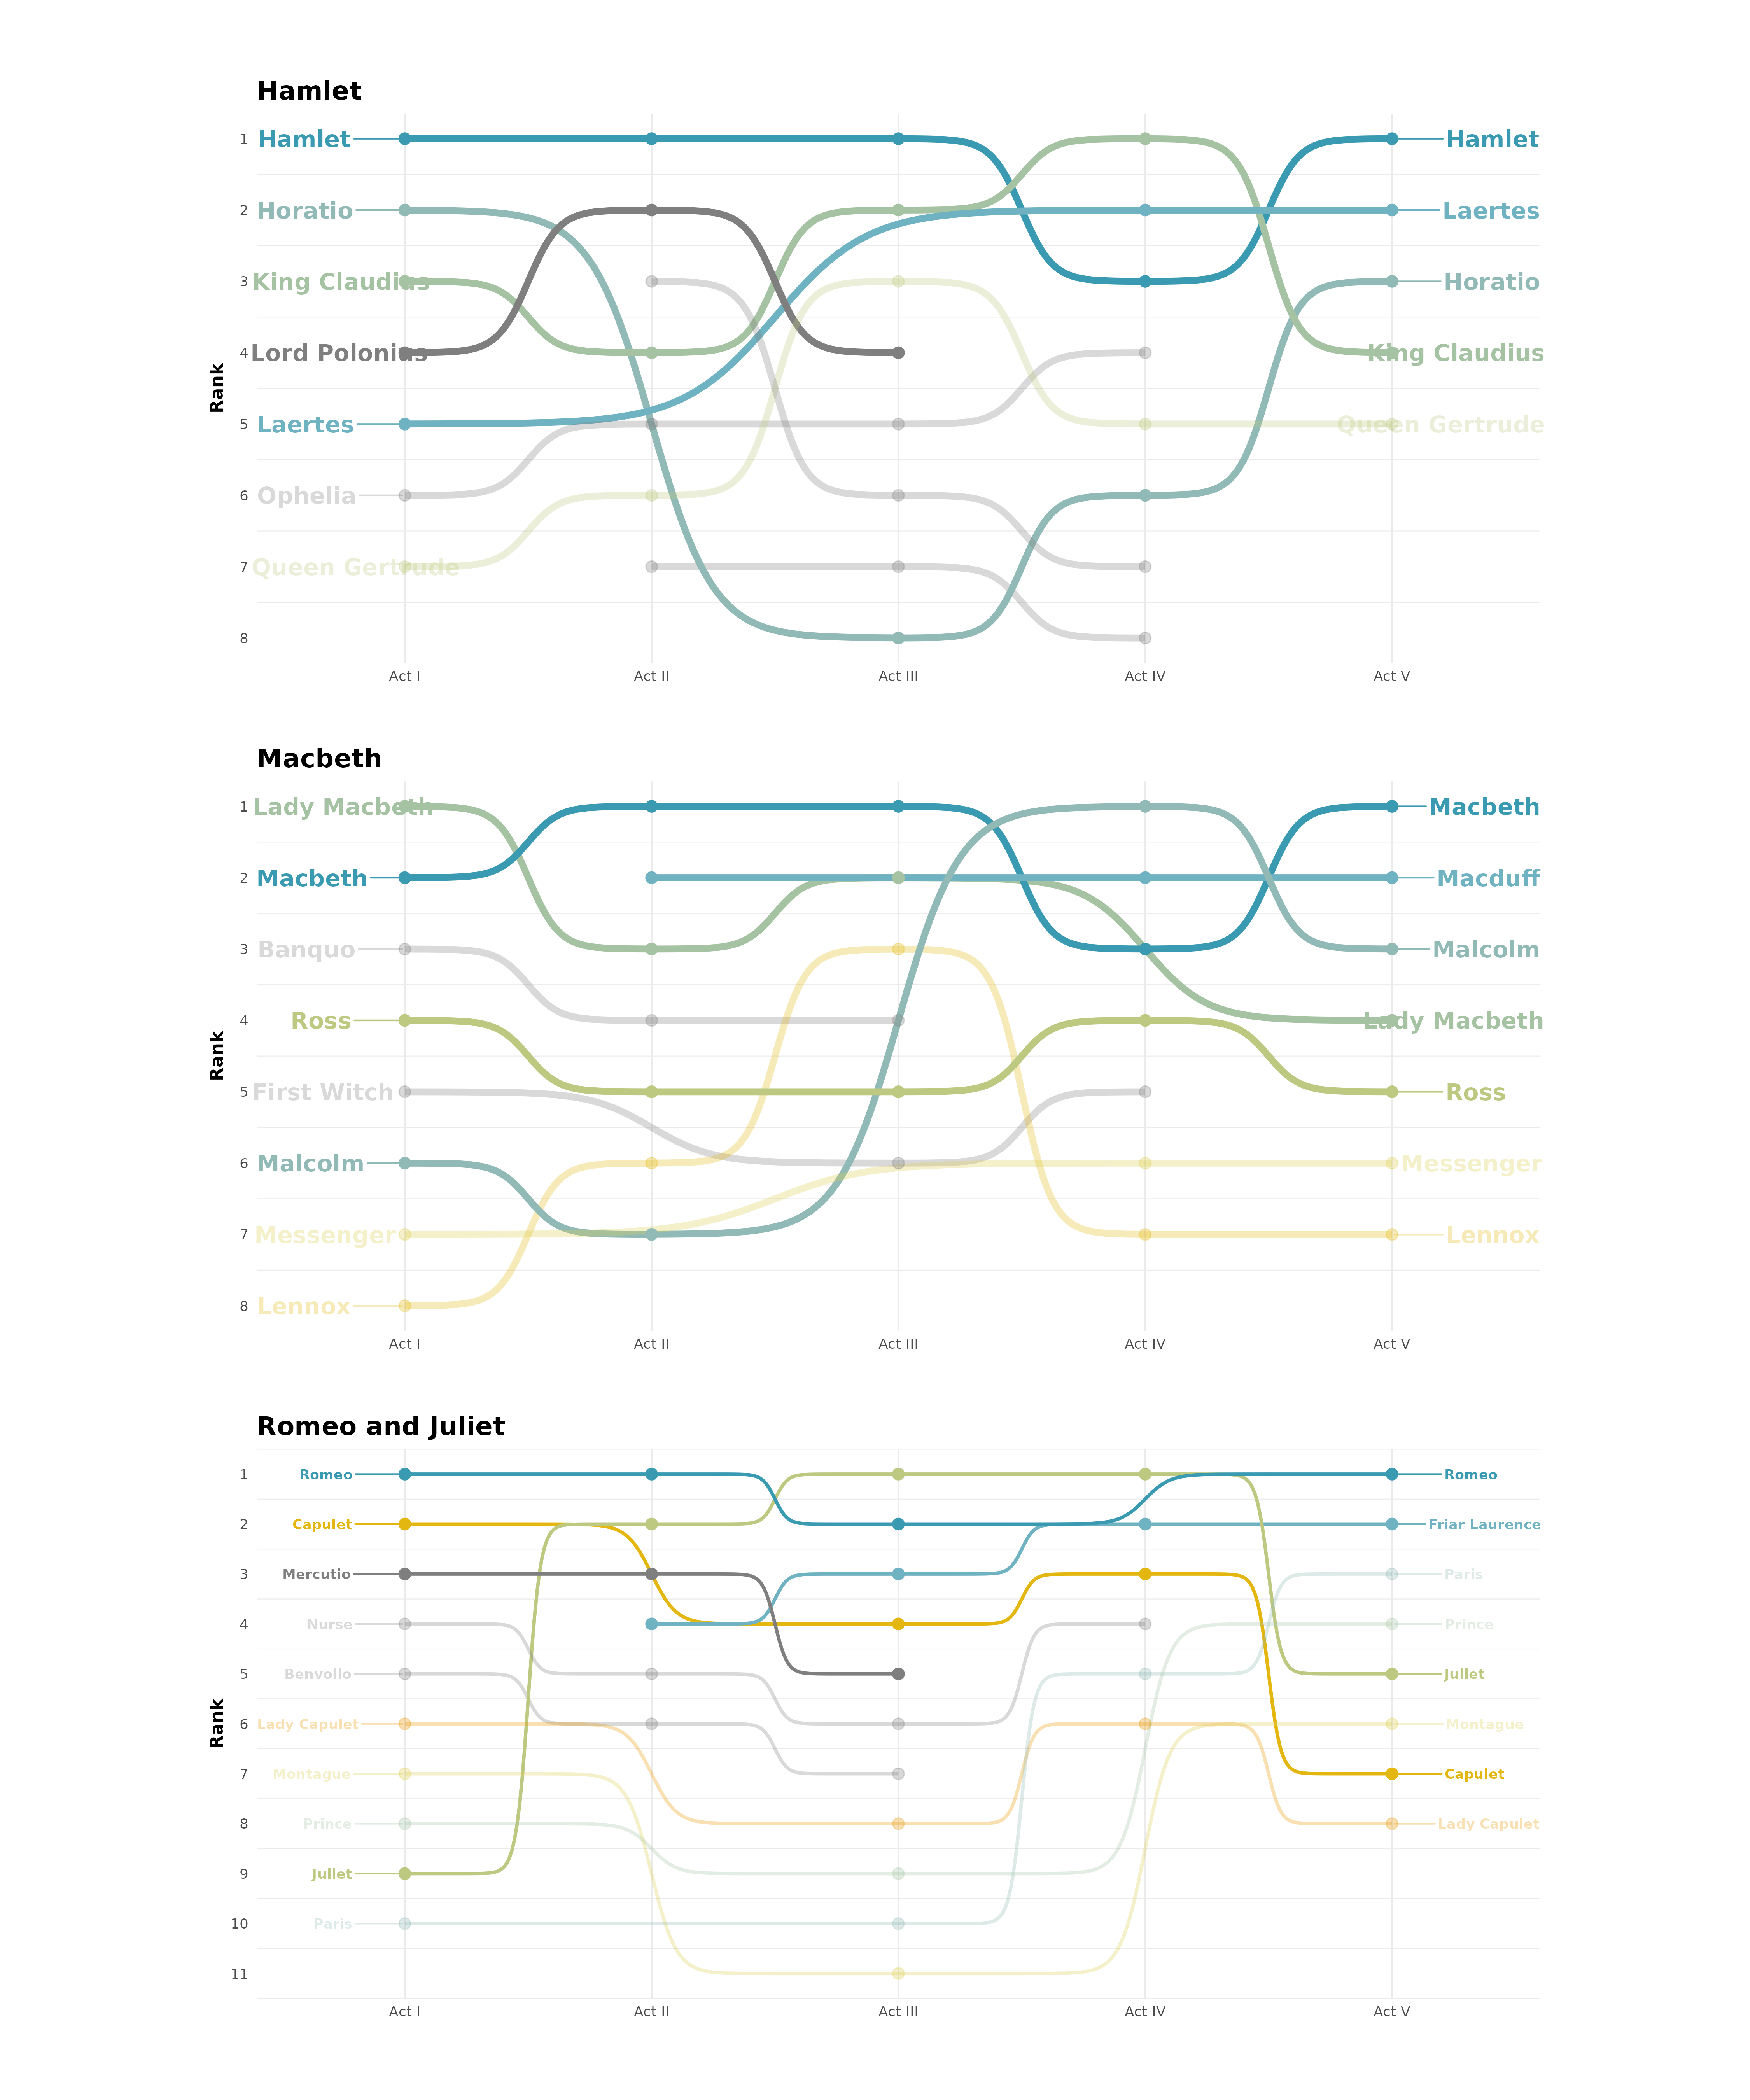 Hamlet
Rank
1 Hamlet Hamlet
2 Horatio Laertes
3 King Claudius Horatio
4 Lord Polonius King Claudius
5 Laertes Queen Gertrude
6 Ophelia
7 Queen Gertrude
8
Act I Act II Act III Act IV Act V
Macbeth
Rank
1 Lady Macbeth Macbeth
2 Macbeth Macduff
3 Banquo Malcolm
4 Ross Lady Macbeth
5 First Witch Ross
6 Malcolm Messenger
7 Messenger Lennox
8 Lennox
Act I Act II Act III Act IV Act V
Romeo and Juliet
Rank
1 Romeo Romeo
2 Capulet Friar Laurence
3 Mercutio Paris
4 Nurse Prince
5 Benvolio Juliet
6 Lady Capulet Montague
7 Montague Capulet
8 Prince Lady Capulet
9 Juliet
10 Paris
11
Act I Act II Act III Act IV Act V